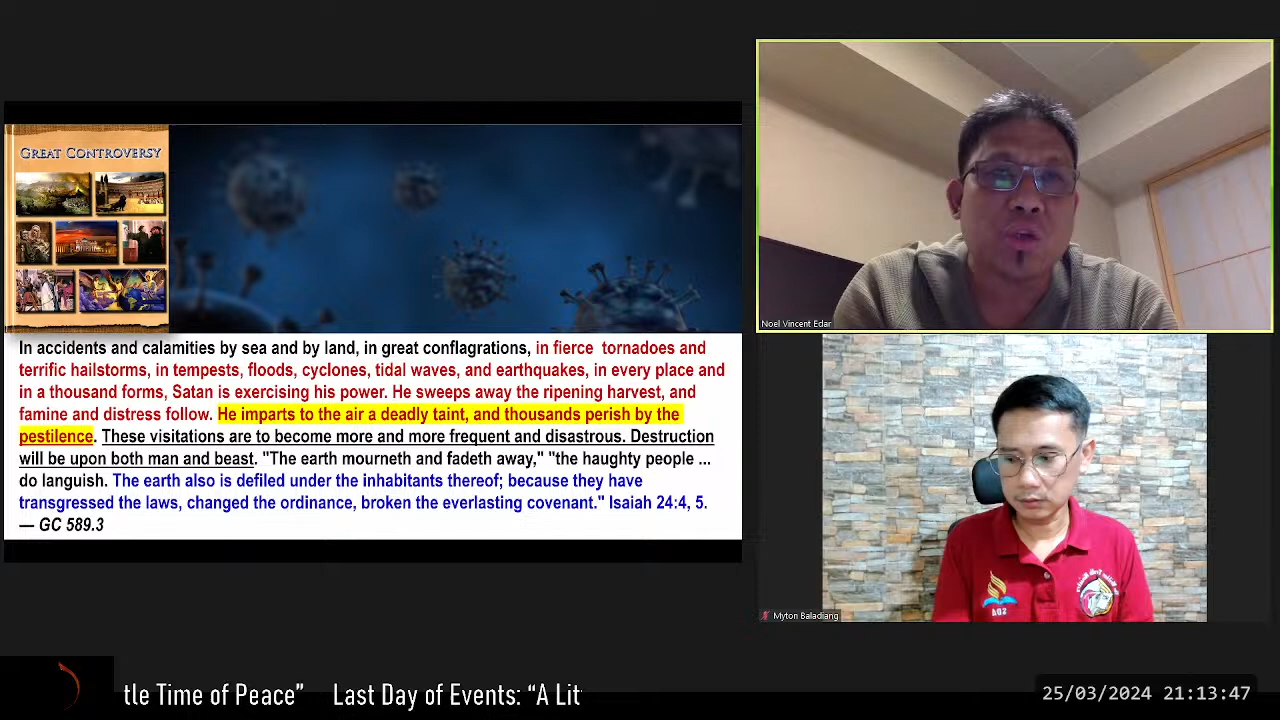 GREAT CONTROVERSY
In accidents and calamities by sea and by land, in great conflagrations, in fierce tornadoes and
terrific hailstorms, in tempests, floods, cyclones, tidal waves, and earthquakes, in every place and
in a thousand forms, Satan is exercising his power. He sweeps away the ripening harvest, and
famine and distress follow. He imparts to the air a deadly taint, and thousands perish by the
pestilence. These visitations are to become more and more frequent and disastrous. Destruction
will be upon both man and beast. "The earth mourneth and fadeth away," "the haughty people ...
do languish. The earth also is defiled under the inhabitants thereof; because they have
transgressed the laws, changed the ordinance, broken the everlasting covenant." Isaiah 24:4, 5.
— GC 589.3
Noel Vincent Edar
SDA
Myton Baladiang
tle Time of Peace” Last Day of Events: “A Lit
25/03/2024 21:13:47